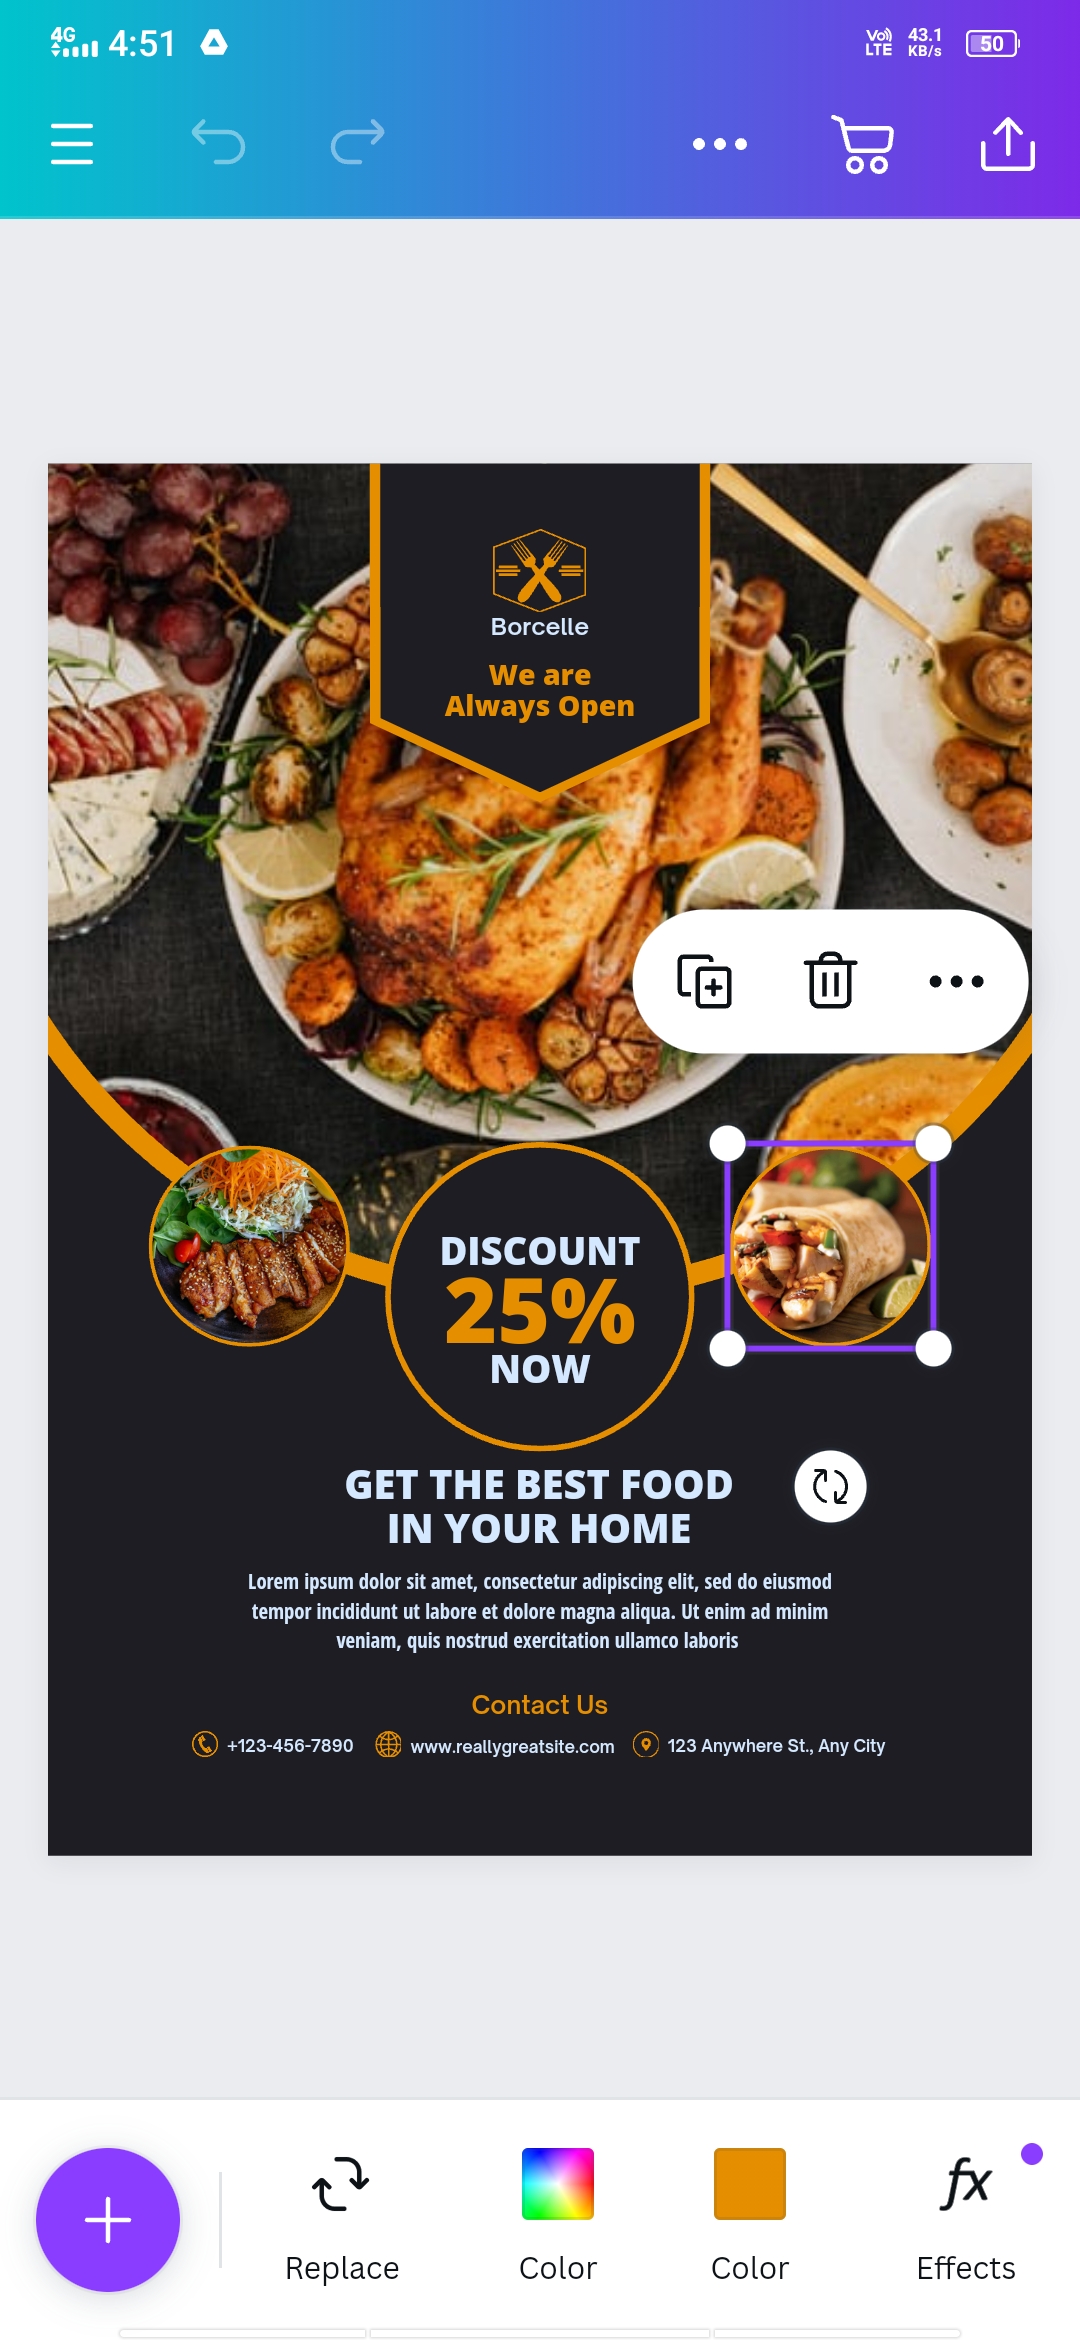 4G 4:51 Vo) LTE 43.1 KB/s 50
Borcelle
We are
Always Open
DISCOUNT
25%
NOW
GET THE BEST FOOD
IN YOUR HOME
Lorem ipsum dolor sit amet, consectetur adipiscing elit, sed do eiusmod
tempor incididunt ut labore et dolore magna aliqua. Ut enim ad minim
veniam, quis nostrud exercitation ullamco laboris
Contact Us
+123-456-7890 www.reallygreatsite.com 123 Anywhere St., Any City
Replace Color Color fx Effects